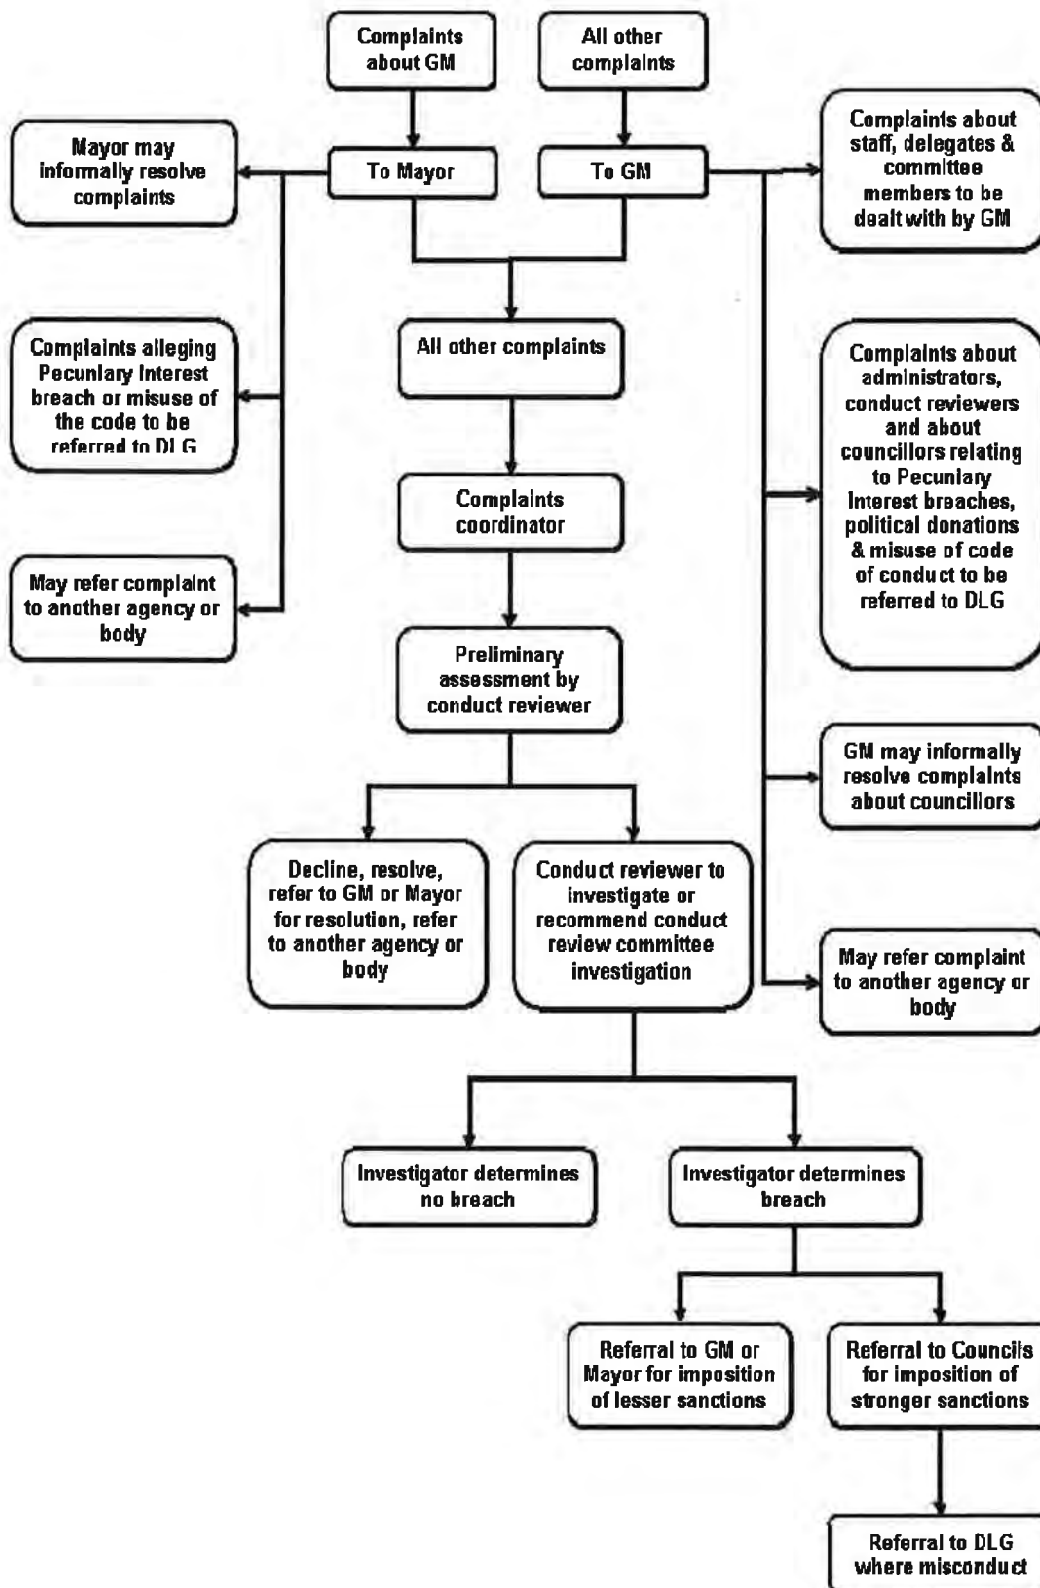 Complaints
about GM
All other
complaints
Mayor may
informally resolve
complaints
To Mayor
To GM
Complaints about
staff, delegates &
committee
members to be
dealt with by GM
Complaints alleging
Pecuniary Interest
breach or misuse of
the code to be
referred to DLG
All other complaints
Complaints about
administrators,
conduct reviewers
and about
councillors relating
to Pecuniary
Interest breaches,
political donations
& misuse of code
of conduct to be
referred to DLG
Complaints
coordinator
May refer complaint
to another agency or
body
Preliminary
assessment by
conduct reviewer
GM may informally
resolve complaints
about councillors
Decline, resolve,
refer to GM or Mayor
for resolution, refer
to another agency or
body
Conduct reviewer to
investigate or
recommend conduct
review committee
investigation
May refer complaint
to another agency or
body
Investigator determines
no breach
Investigator determines
breach
Referral to GM or
Mayor for imposition
of lesser sanctions
Referral to Councils
for imposition of
stronger sanctions
Referral to DLG
where misconduct